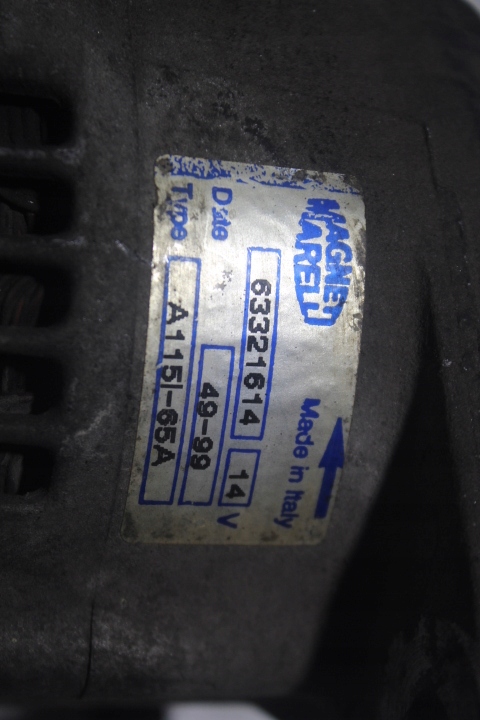 MAGNETI
MARELLI
Made in Italy
63321614 14 V
Date 49-99
Type A115I-65A